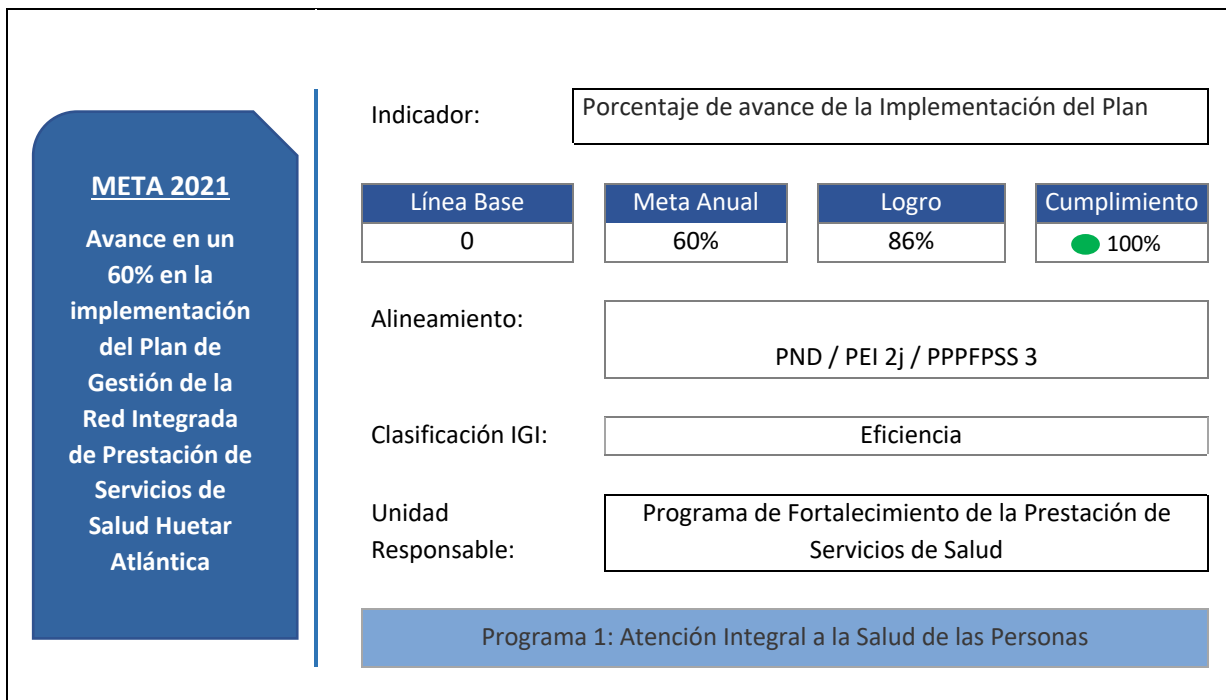 META 2021
Avance en un
60% en la
implementación
del Plan de
Gestión de la
Red Integrada
de Prestación de
Servicios de
Salud Huetar
Atlántica
Indicador:
Porcentaje de avance de la Implementación del Plan
Línea Base
Meta Anual
Logro
Cumplimiento
0
60%
86%
100%
Alineamiento:
PND / PEI 2j / PPPFPSS 3
Clasificación IGI:
Eficiencia
Unidad
Responsable:
Programa de Fortalecimiento de la Prestación de
Servicios de Salud
Programa 1: Atención Integral a la Salud de las Personas